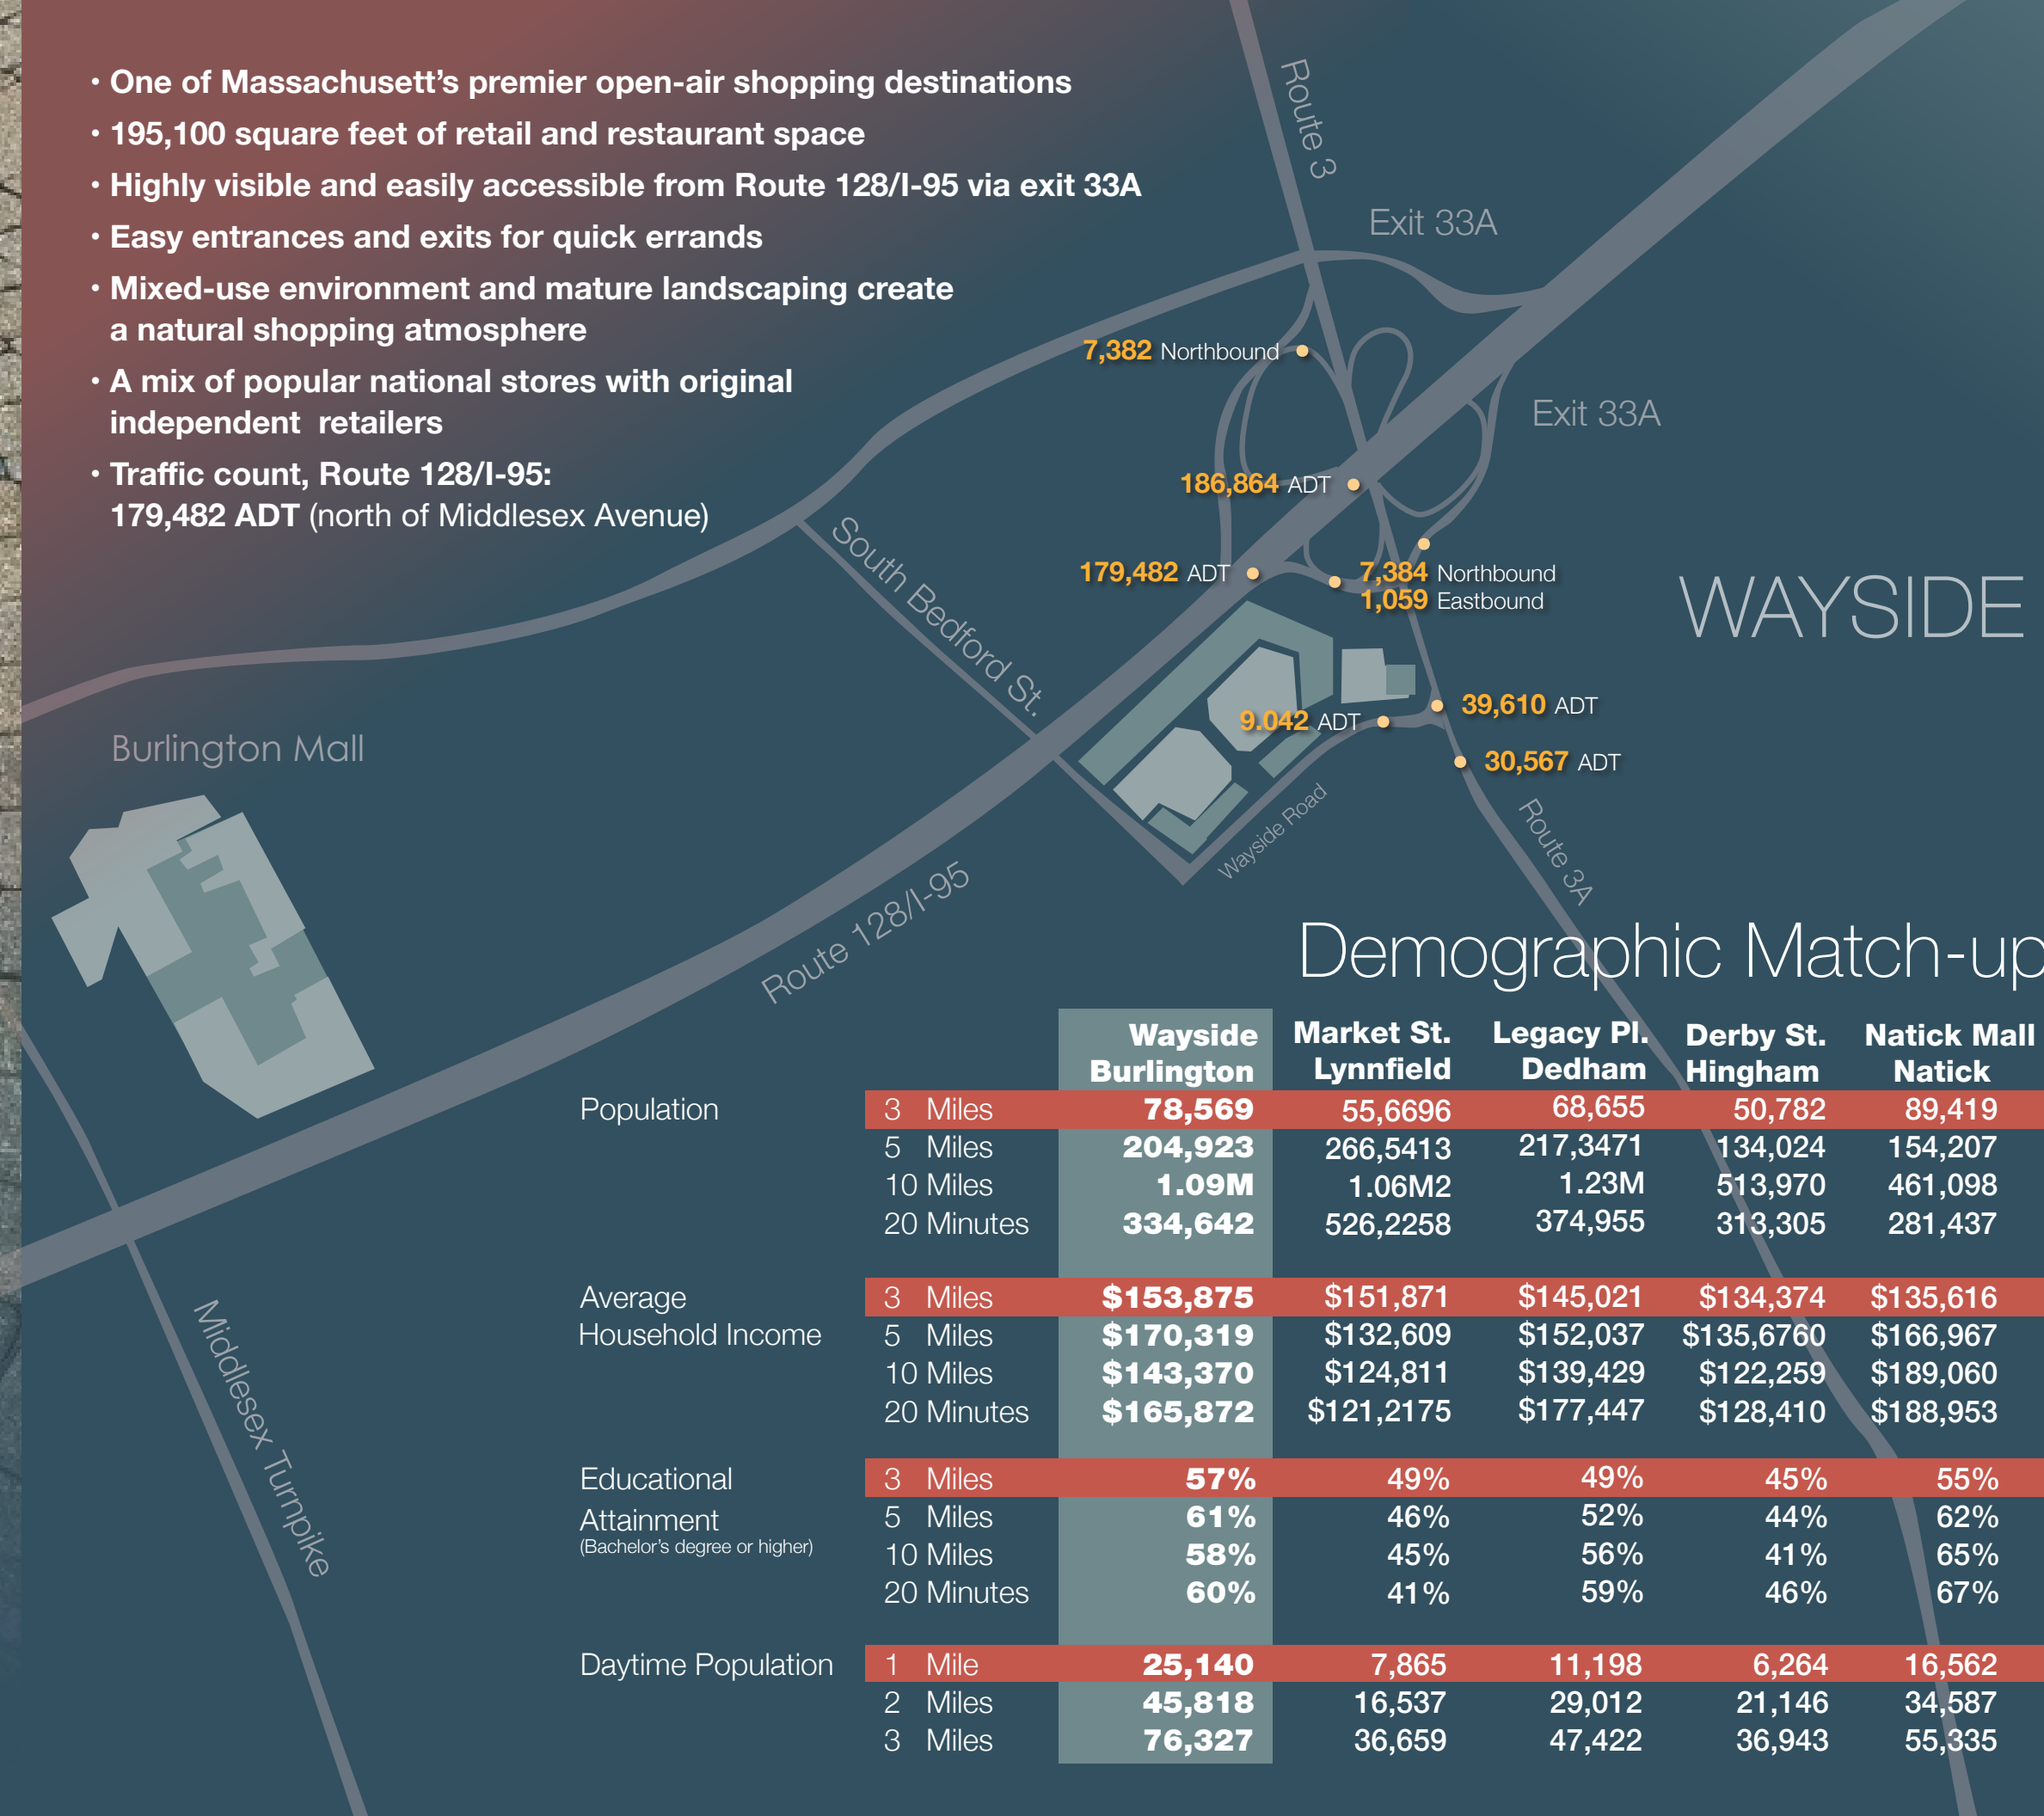 • One of Massachusett’s premier open-air shopping destinations
• 195,100 square feet of retail and restaurant space
• Highly visible and easily accessible from Route 128/I-95 via exit 33A
• Easy entrances and exits for quick errands
• Mixed-use environment and mature landscaping create
a natural shopping atmosphere
• A mix of popular national stores with original
independent retailers
• Traffic count, Route 128/I-95:
179,482 ADT (north of Middlesex Avenue)
Route 3
Exit 33A
7,382 Northbound
Exit 33A
186,864 ADT
South Bedford St.
179,482 ADT
7,384 Northbound
1,059 Eastbound
WAYSIDE
39,610 ADT
9.042 ADT
30,567 ADT
Burlington Mall
Wayside Road
Route 3A
Route 128/I-95
Middlesex Turnpike
Demographic Match-up
Wayside Market St. Legacy Pl. Derby St. Natick Mall
Burlington Lynnfield Dedham Hingham Natick
Population 3 Miles 78,569 55,6696 68,655 50,782 89,419
5 Miles 204,923 266,5413 217,3471 134,024 154,207
10 Miles 1.09M 1.06M2 1.23M 513,970 461,098
20 Minutes 334,642 526,2258 374,955 313,305 281,437
Average 3 Miles $153,875 $151,871 $145,021 $134,374 $135,616
Household Income 5 Miles $170,319 $132,609 $152,037 $135,6760 $166,967
10 Miles $143,370 $124,811 $139,429 $122,259 $189,060
20 Minutes $165,872 $121,2175 $177,447 $128,410 $188,953
Educational 3 Miles 57% 49% 49% 45% 55%
Attainment 5 Miles 61% 46% 52% 44% 62%
(Bachelor’s degree or higher) 10 Miles 58% 45% 56% 41% 65%
20 Minutes 60% 41% 59% 46% 67%
Daytime Population 1 Mile 25,140 7,865 11,198 6,264 16,562
2 Miles 45,818 16,537 29,012 21,146 34,587
3 Miles 76,327 36,659 47,422 36,943 55,335